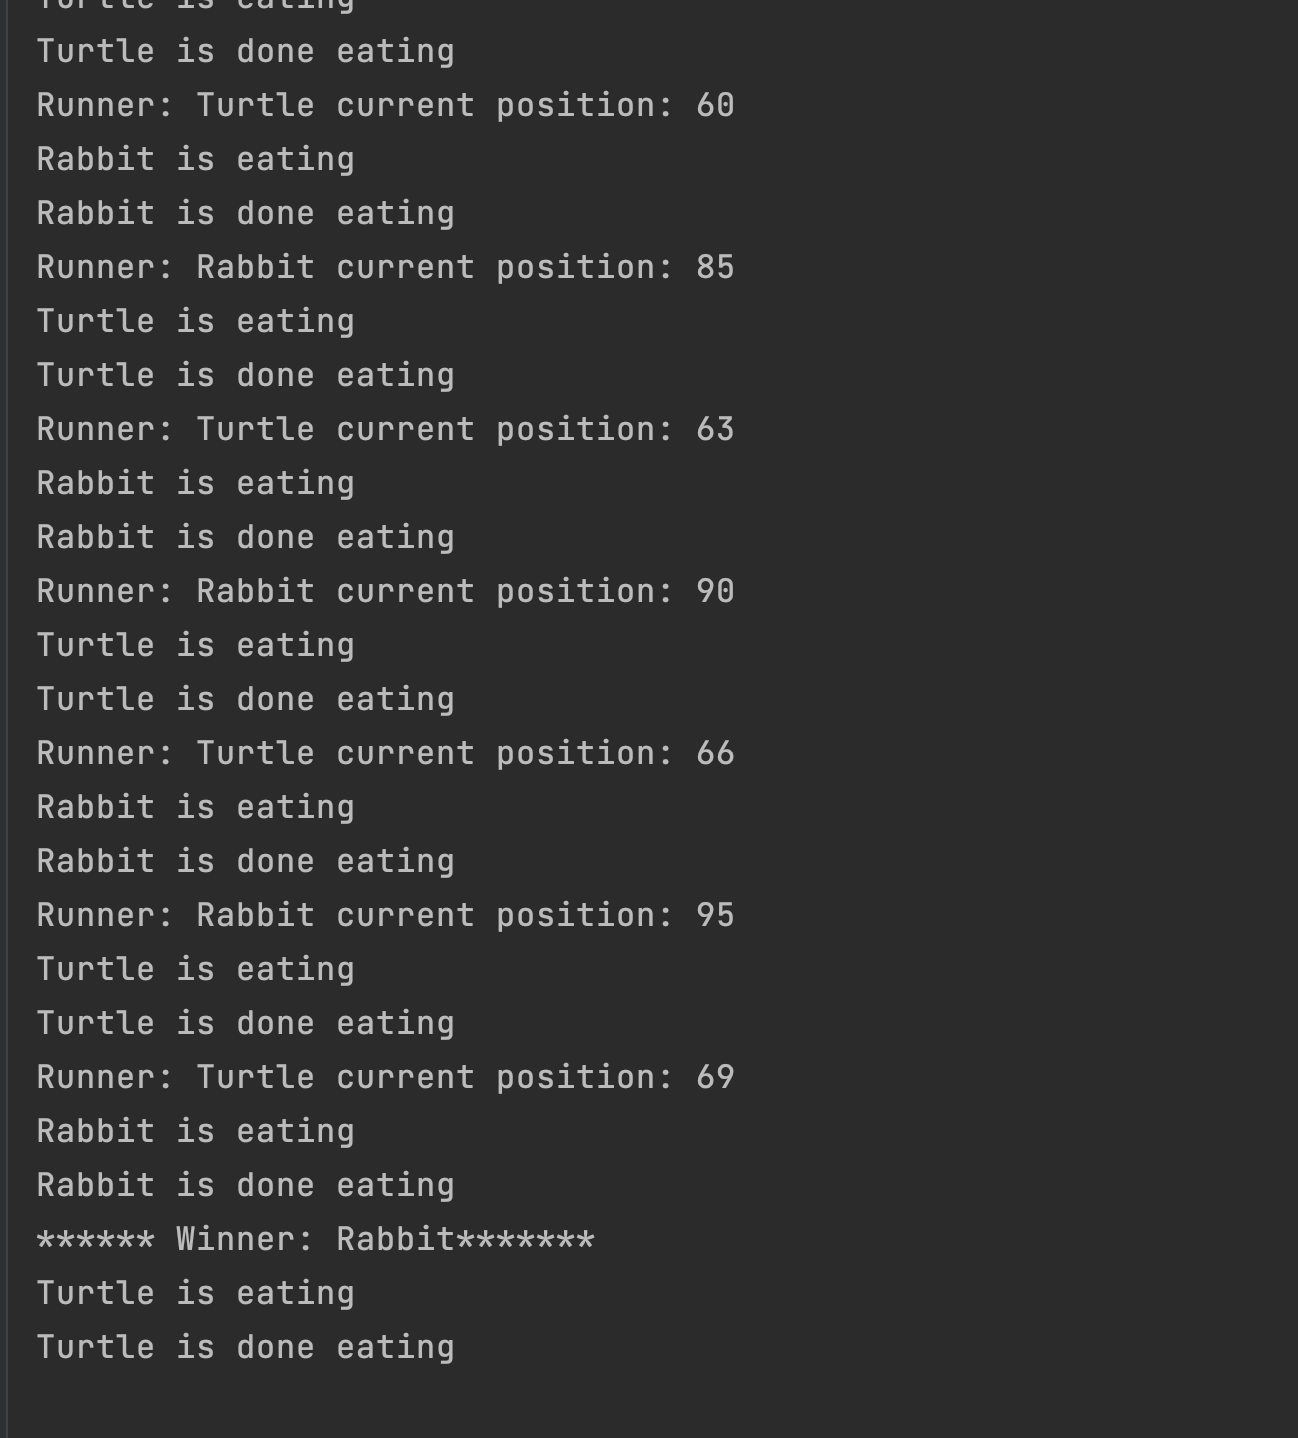 Turtle is eating
Turtle is done eating
Runner: Turtle current position: 60
Rabbit is eating
Rabbit is done eating
Runner: Rabbit current position: 85
Turtle is eating
Turtle is done eating
Runner: Turtle current position: 63
Rabbit is eating
Rabbit is done eating
Runner: Rabbit current position: 90
Turtle is eating
Turtle is done eating
Runner: Turtle current position: 66
Rabbit is eating
Rabbit is done eating
Runner: Rabbit current position: 95
Turtle is eating
Turtle is done eating
Runner: Turtle current position: 69
Rabbit is eating
Rabbit is done eating
****** Winner: Rabbit*******
Turtle is eating
Turtle is done eating